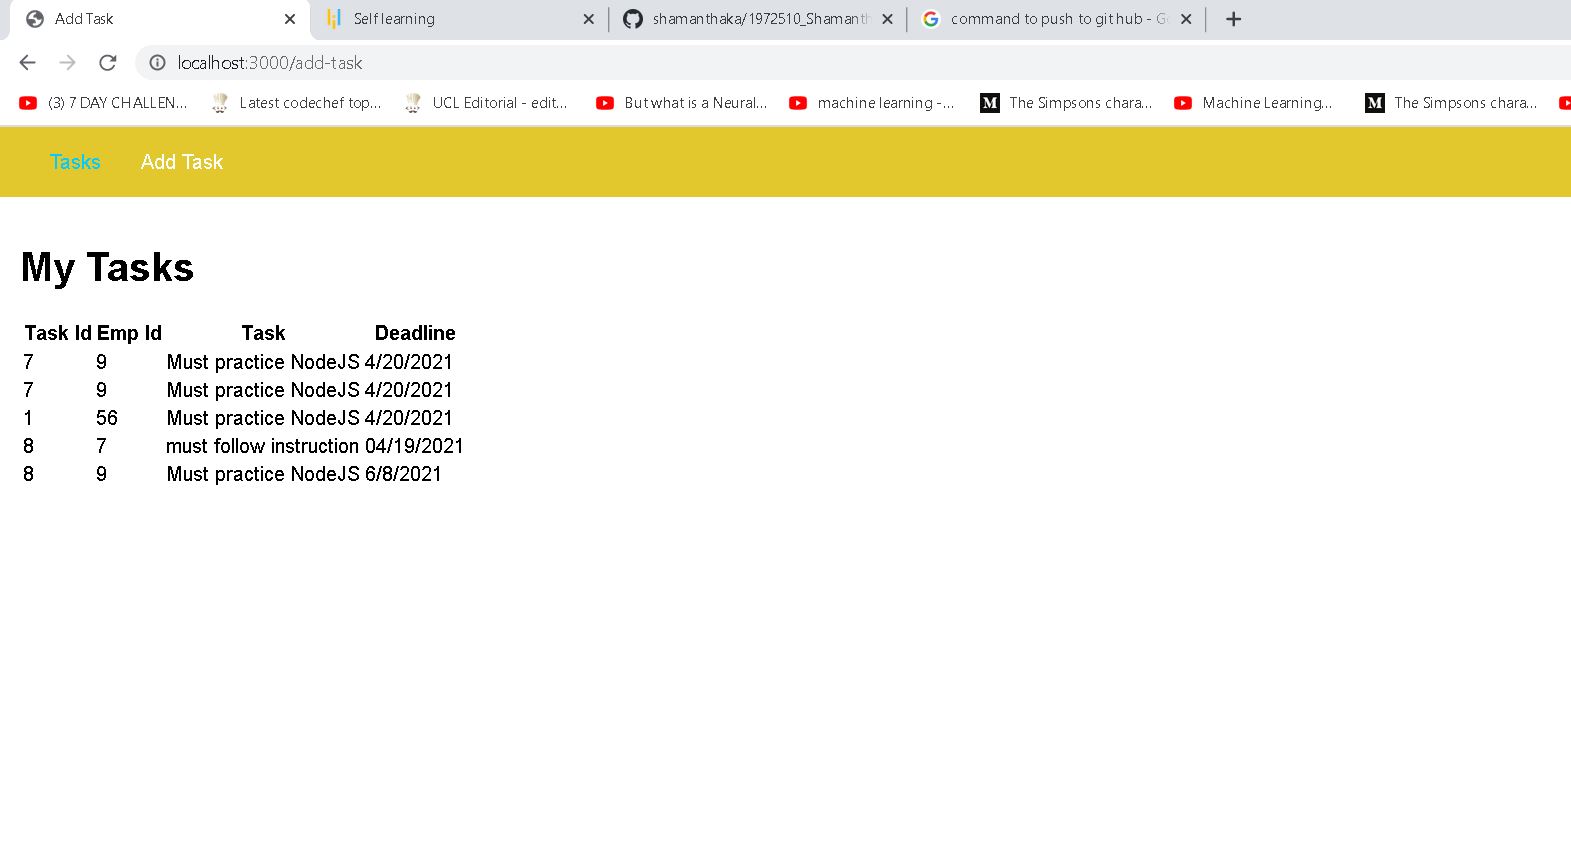 Add Task Self learning shamanthaka/1972510_Shamanth command to push to git hub - G
localhost:3000/add-task
(3) 7 DAY CHALLEN... Latest codechef top... UCL Editorial - edit... But what is a Neural... machine learning -... The Simpsons chara... Machine Learning... The Simpsons chara...
Tasks Add Task
My Tasks
Task Id Emp Id Task Deadline
7 9 Must practice NodeJS 4/20/2021
7 9 Must practice NodeJS 4/20/2021
1 56 Must practice NodeJS 4/20/2021
8 7 must follow instruction 04/19/2021
8 9 Must practice NodeJS 6/8/2021